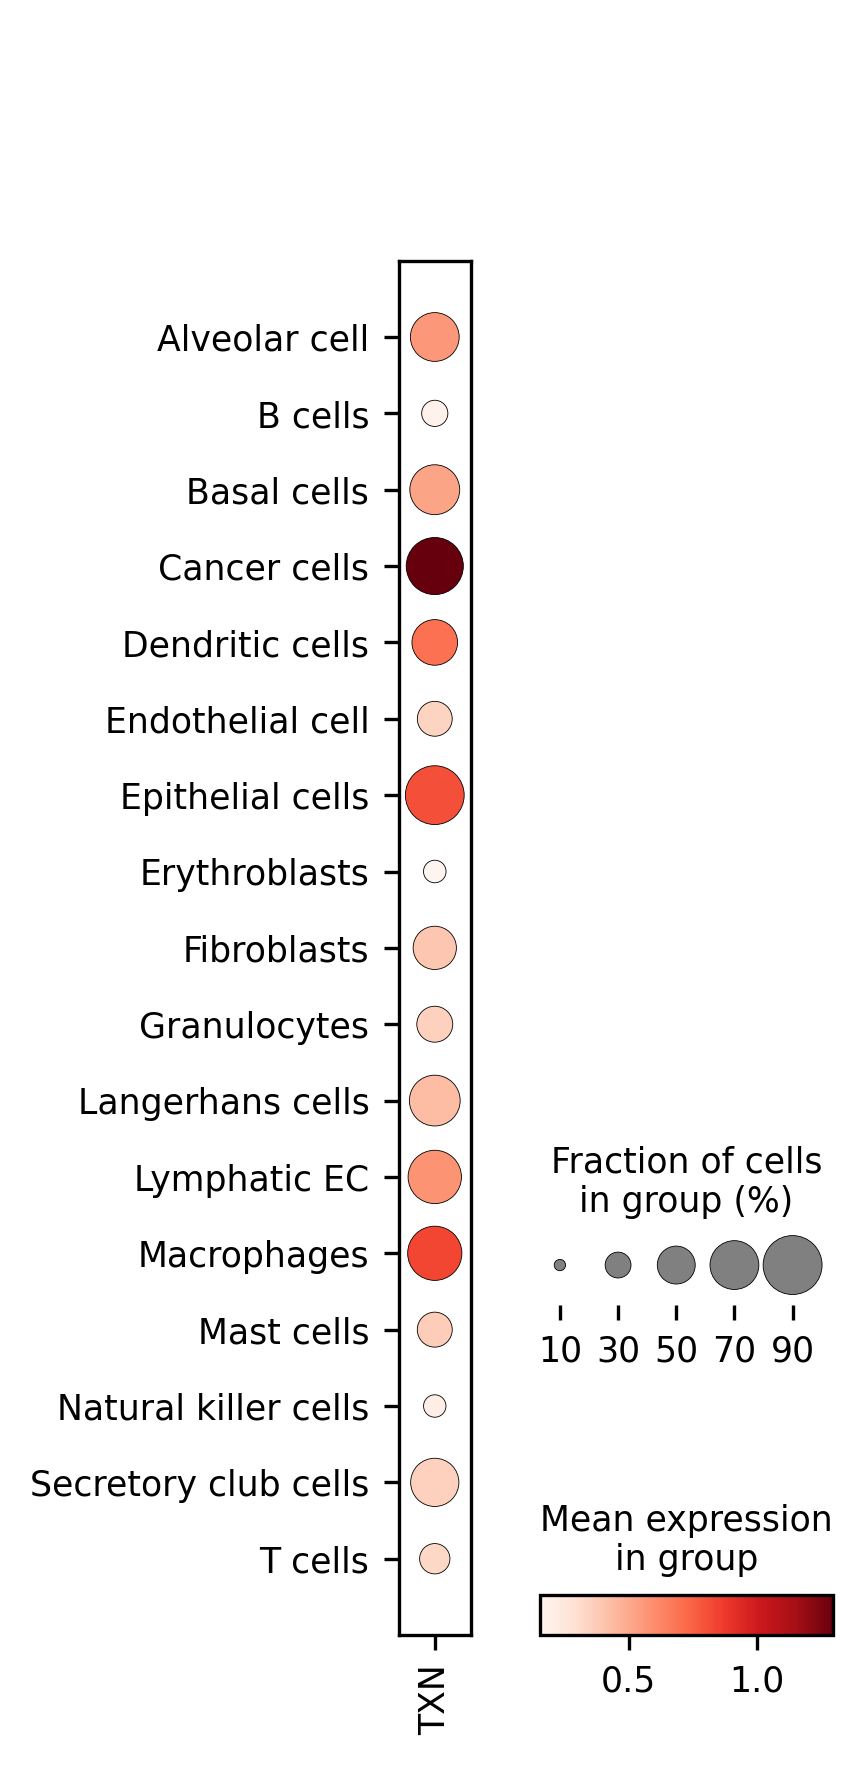 Alveolar cell
B cells
Basal cells
Cancer cells
Dendritic cells
Endothelial cell
Epithelial cells
Erythroblasts
Fibroblasts
Granulocytes
Langerhans cells
Lymphatic EC
Macrophages
Mast cells
Natural killer cells
Secretory club cells
T cells
TXN
Fraction of cells
in group (%)
10 30 50 70 90
Mean expression
in group
0.5 1.0